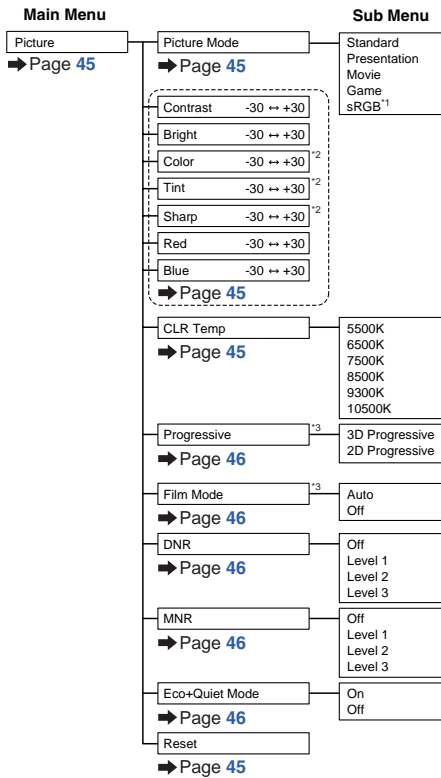 Main Menu
Sub Menu
Picture
➡ Page 45
Picture Mode
➡ Page 45
Standard
Presentation
Movie
Game
sRGB*1
Contrast -30 ↔ +30
Bright -30 ↔ +30
Color -30 ↔ +30 *2
Tint -30 ↔ +30 *2
Sharp -30 ↔ +30 *2
Red -30 ↔ +30
Blue -30 ↔ +30
➡ Page 45
CLR Temp
➡ Page 45
5500K
6500K
7500K
8500K
9300K
10500K
Progressive *3
➡ Page 46
3D Progressive
2D Progressive
Film Mode *3
➡ Page 46
Auto
Off
DNR
➡ Page 46
Off
Level 1
Level 2
Level 3
MNR
➡ Page 46
Off
Level 1
Level 2
Level 3
Eco+Quiet Mode
➡ Page 46
On
Off
Reset
➡ Page 45